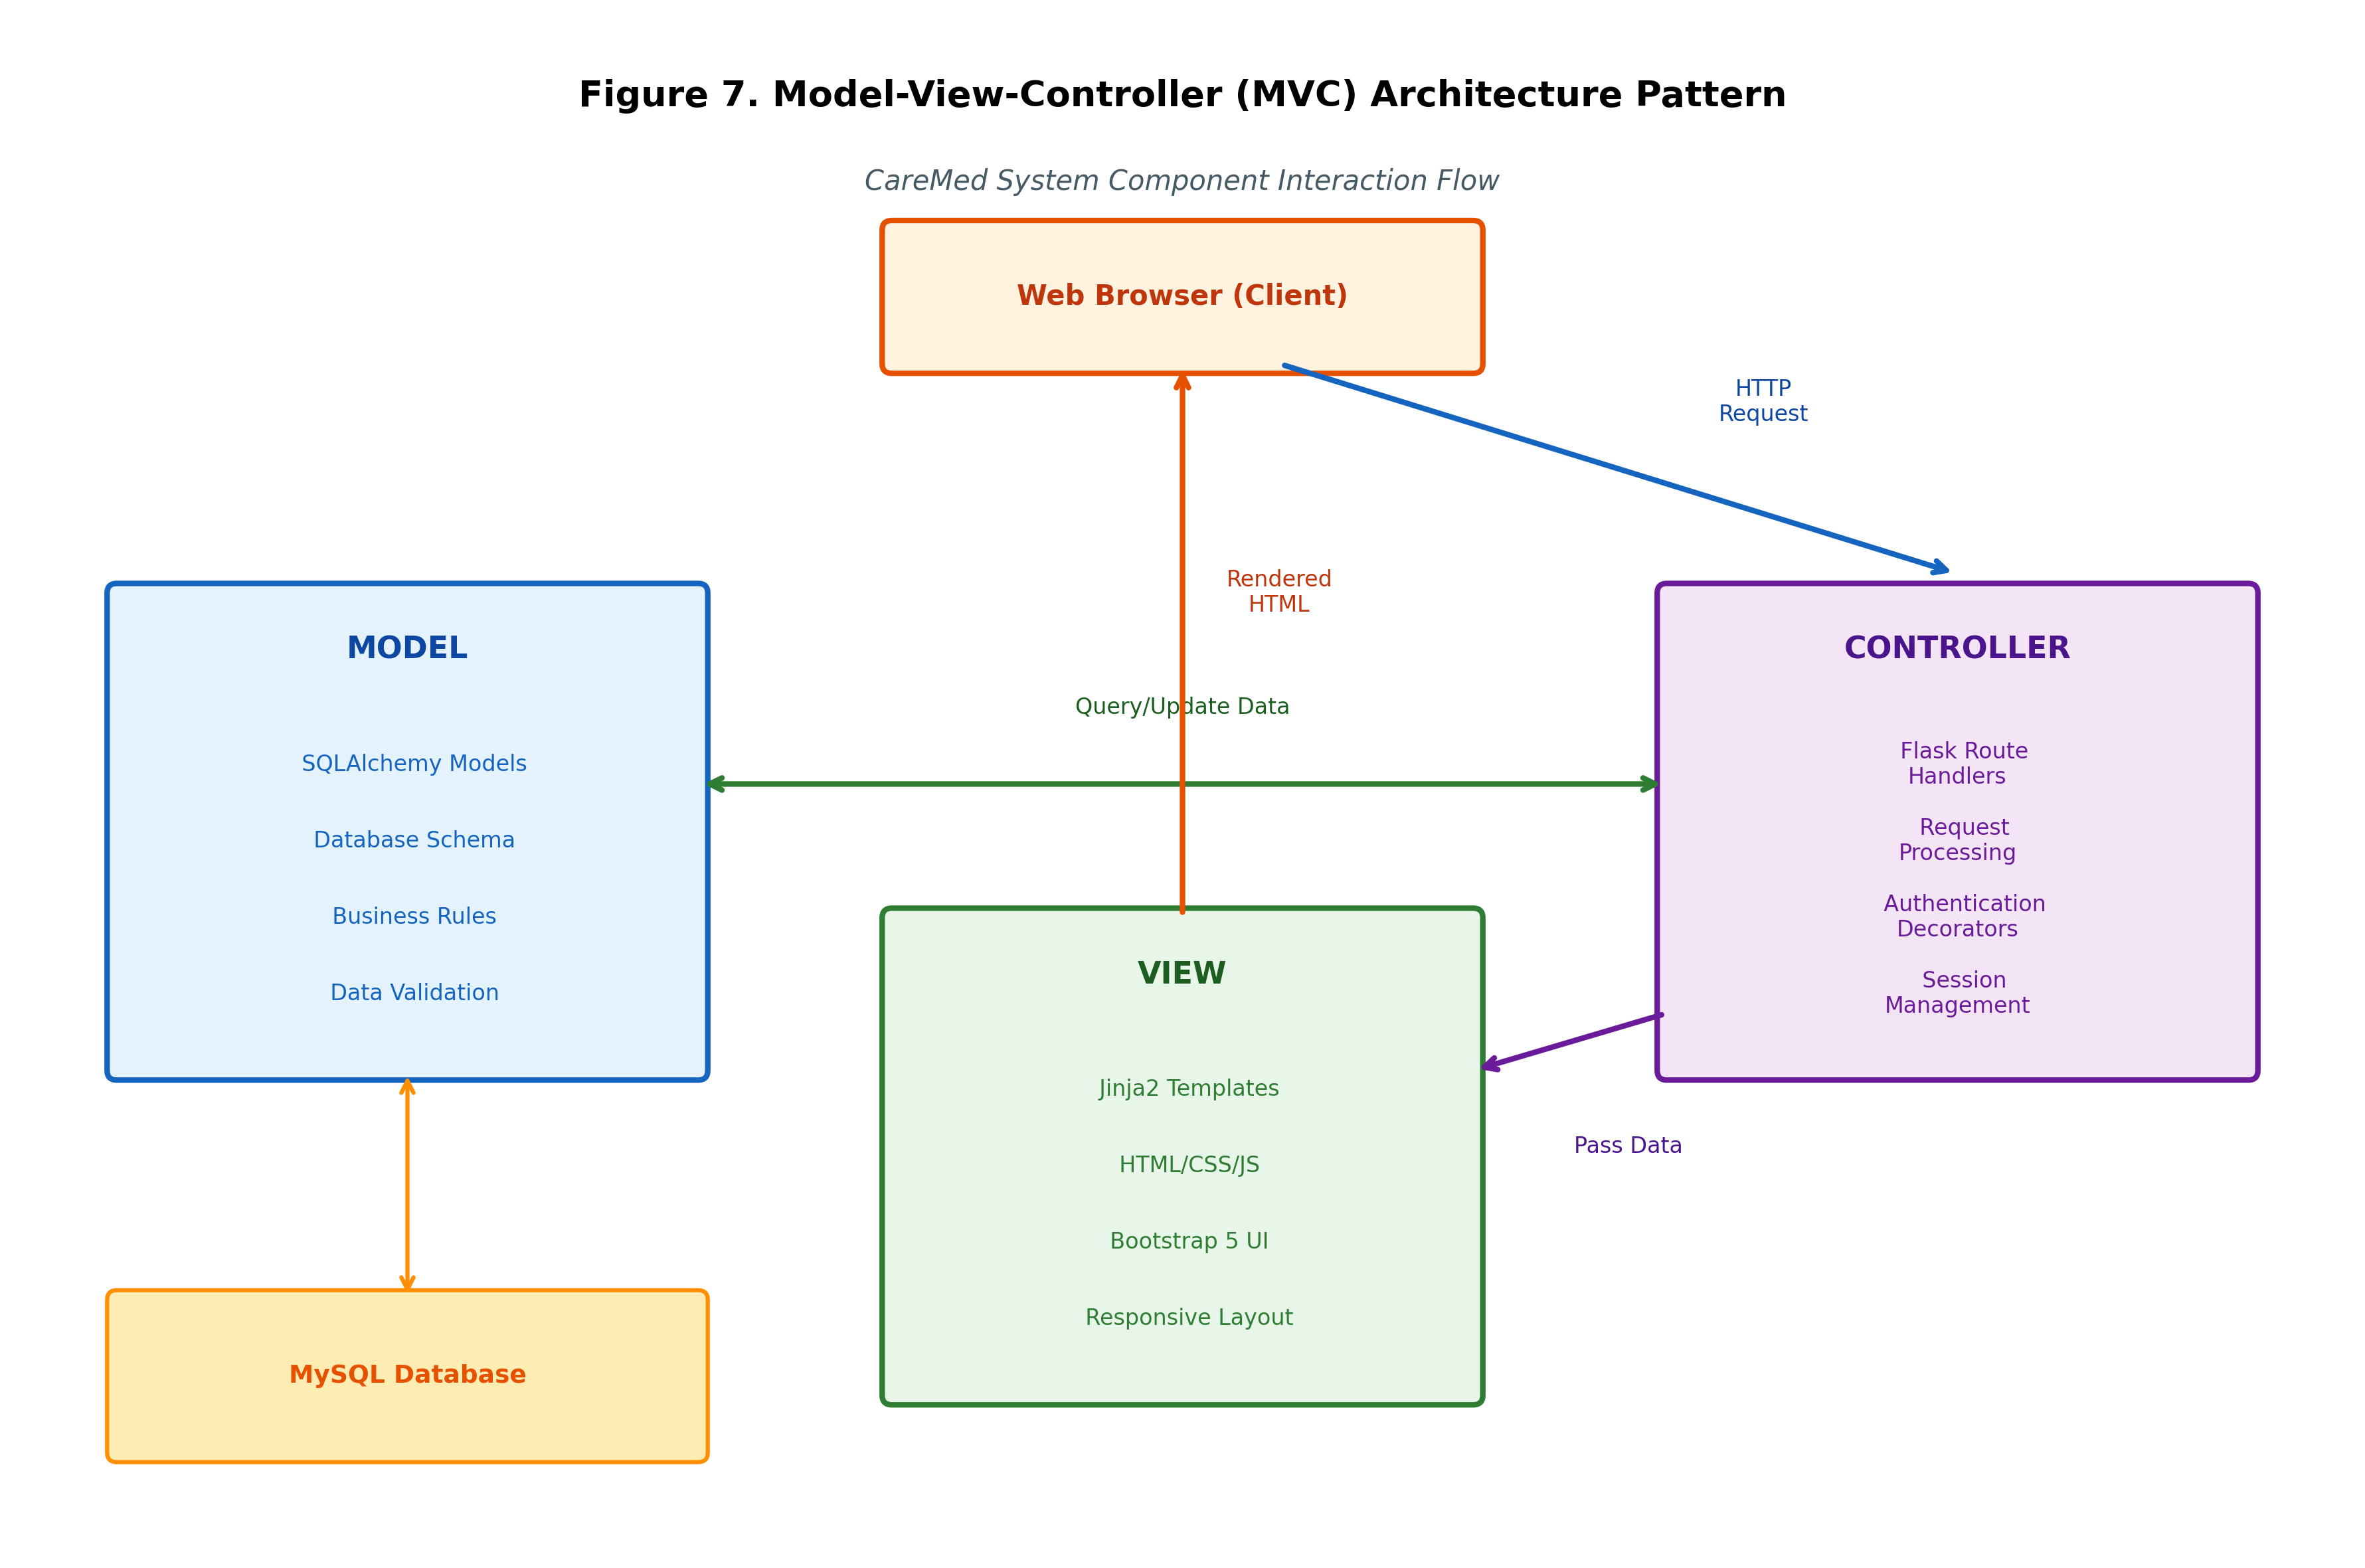 Figure 7. Model-View-Controller (MVC) Architecture Pattern
CareMed System Component Interaction Flow
Web Browser (Client)
HTTP
Request
Rendered
HTML
Query/Update Data
MODEL
SQLAlchemy Models
Database Schema
Business Rules
Data Validation
CONTROLLER
Flask Route
Handlers
Request
Processing
Authentication
Decorators
Session
Management
VIEW
Jinja2 Templates
HTML/CSS/JS
Bootstrap 5 UI
Responsive Layout
Pass Data
MySQL Database